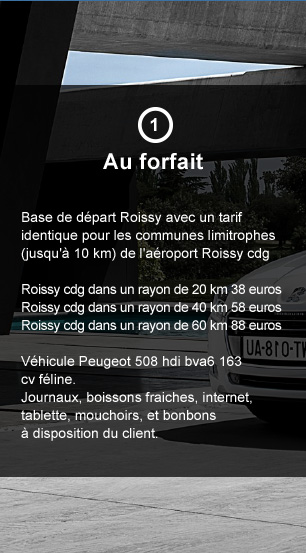 1
Au forfait
Base de départ Roissy avec un tarif
identique pour les communes limitrophes
(jusqu'à 10 km) de l'aéroport Roissy cdg
Roissy cdg dans un rayon de 20 km 38 euros
Roissy cdg dans un rayon de 40 km 58 euros
Roissy cdg dans un rayon de 60 km 88 euros
Véhicule Peugeot 508 hdi bva6 163
cv féline.
Journaux, boissons fraiches, internet,
tablette, mouchoirs, et bonbons
à disposition du client.